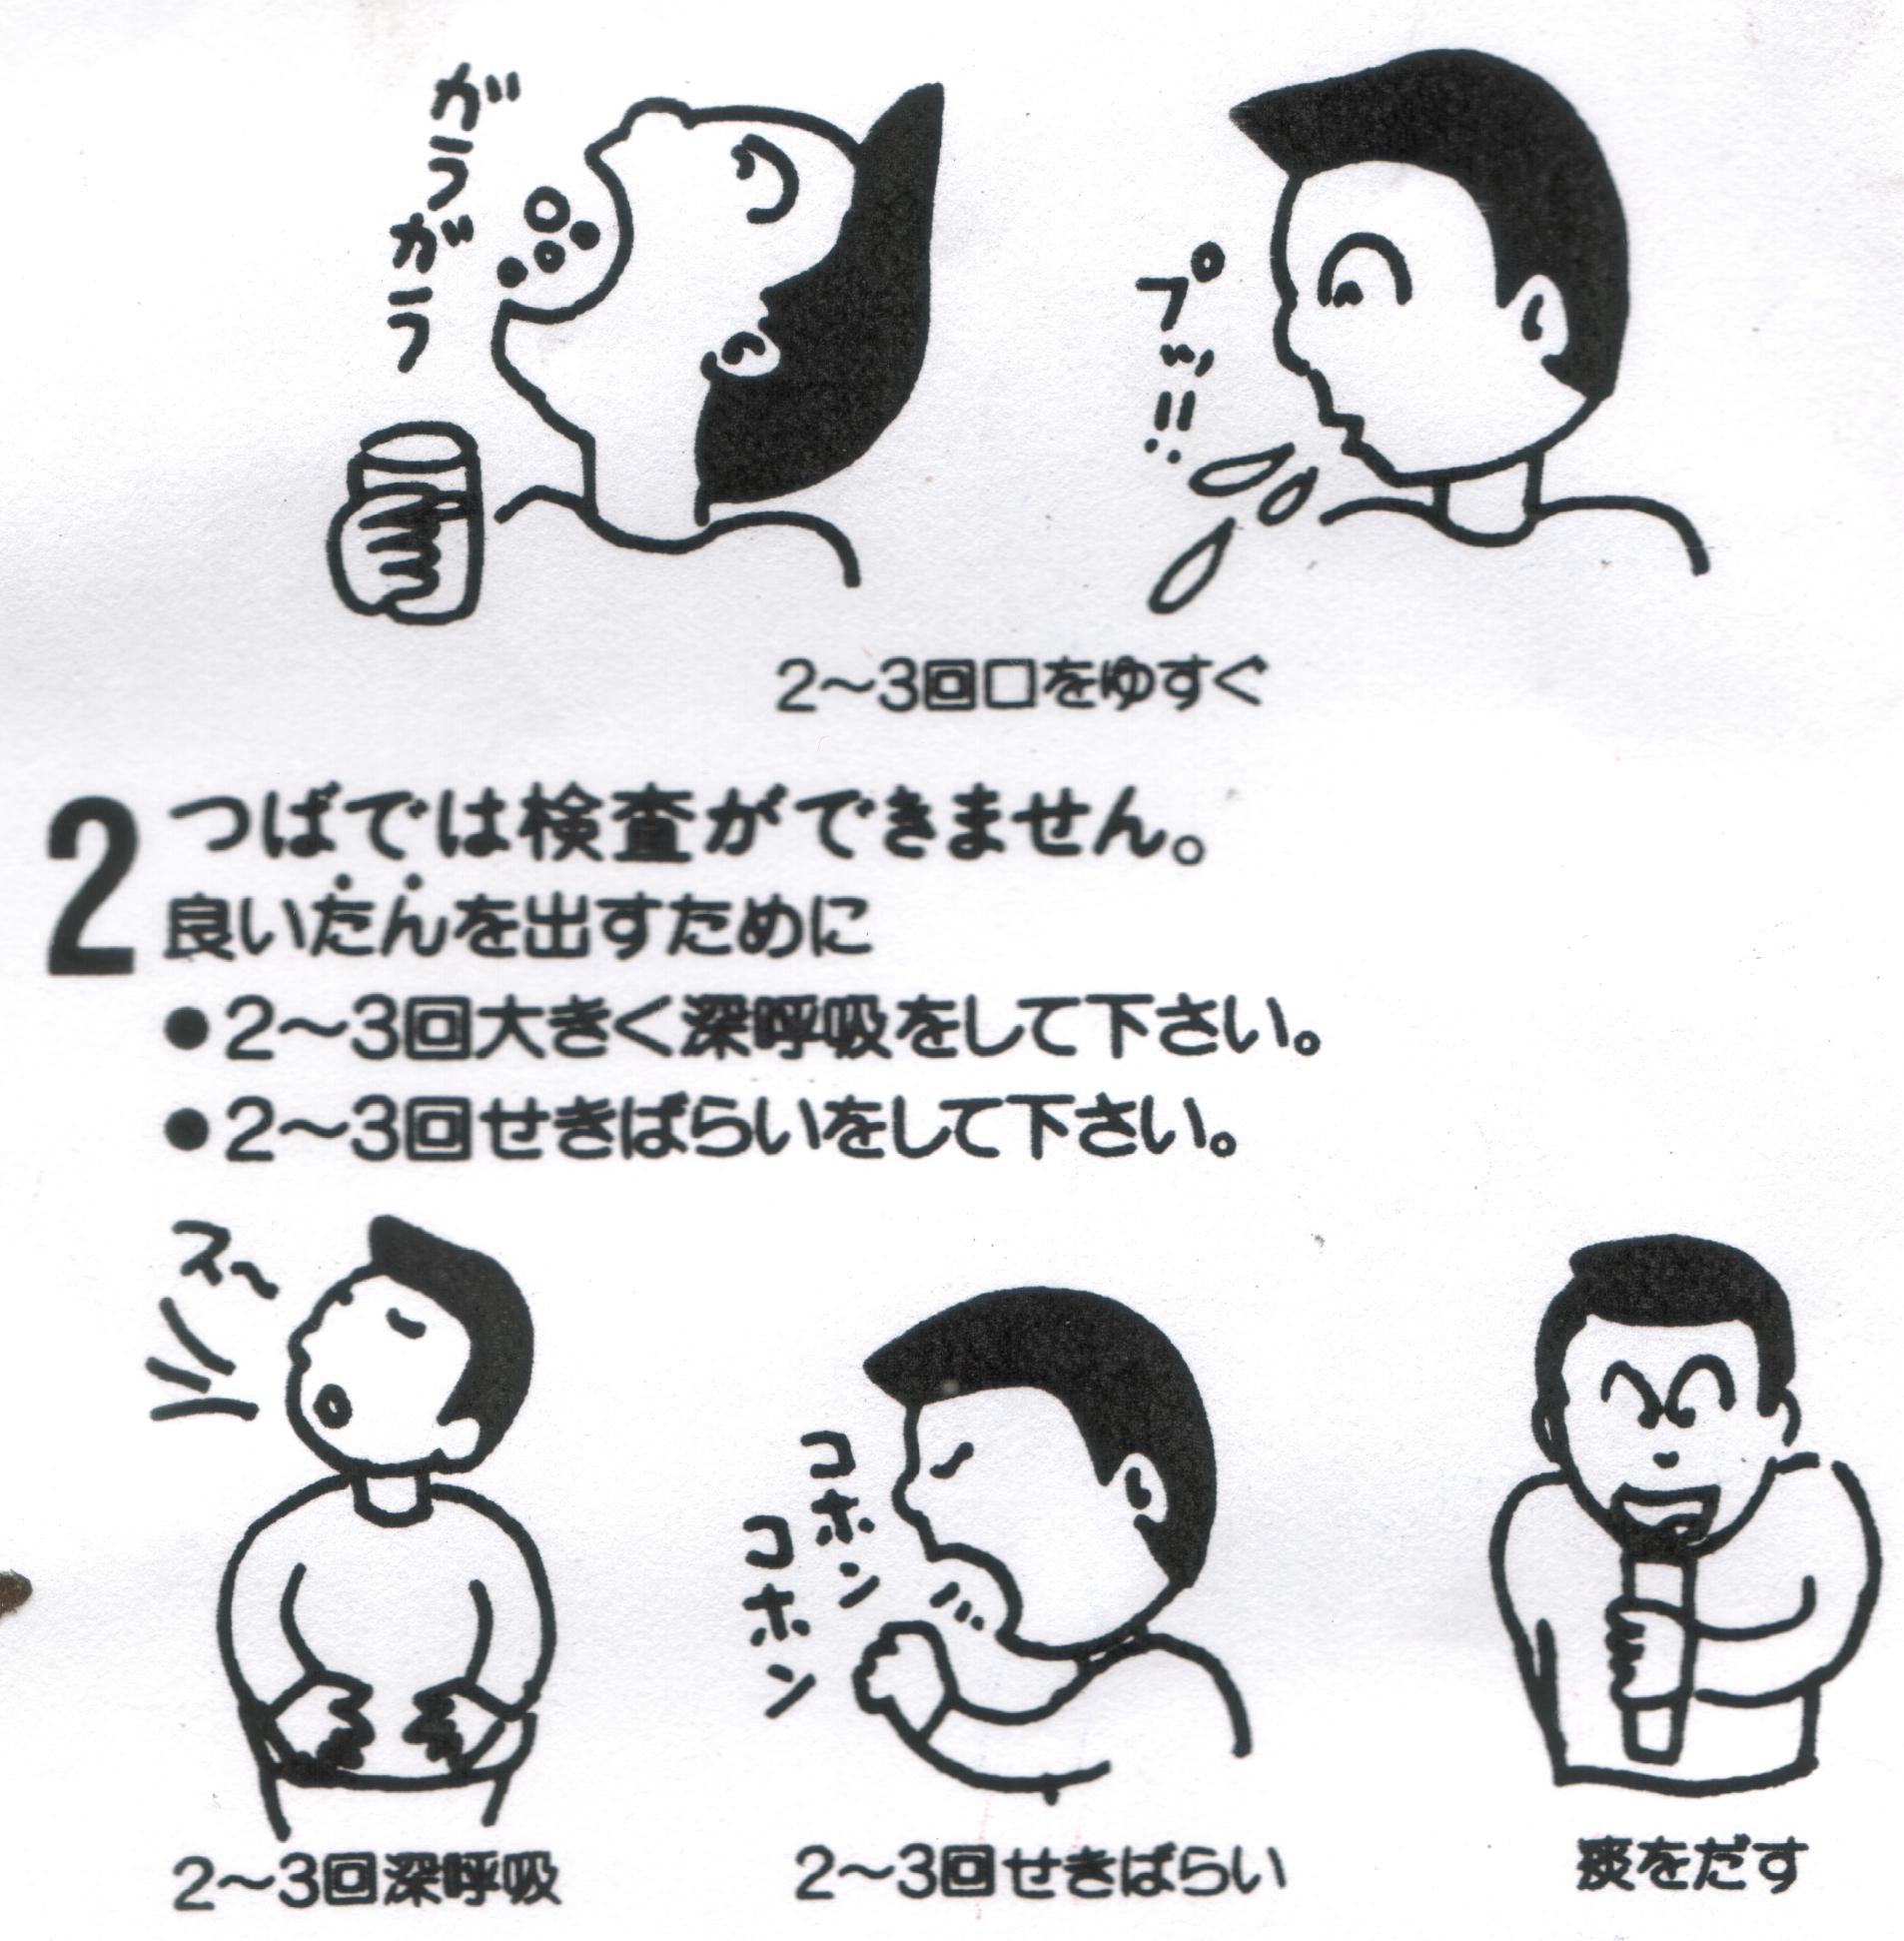 ガラガラ
プッ!!
2〜3回口をゆすぐ
2
つばでは検査ができません。
良いたんを出すために
●2〜3回大きく深呼吸をして下さい。
●2〜3回せきばらいをして下さい。
ス〜
コホン
コホン
2〜3回深呼吸
2〜3回せきばらい
痰をだす